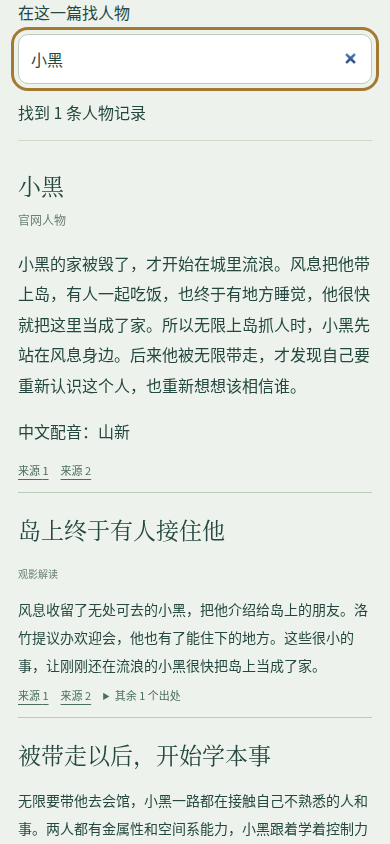 在这一篇找人物
小黑
找到 1 条人物记录
小黑
官网人物
小黑的家被毁了，才开始在城里流浪。风息把他带
上岛，有人一起吃饭，也终于有地方睡觉，他很快
就把这里当成了家。所以无限上岛抓人时，小黑先
站在风息身边。后来他被无限带走，才发现自己要
重新认识这个人，也重新想想该相信谁。
中文配音：山新
来源 1 来源 2
岛上终于有人接住他
观影解读
风息收留了无处可去的小黑，把他介绍给岛上的朋友。洛
竹提议办欢迎会，他也有了能住下的地方。这些很小的
事，让刚刚还在流浪的小黑很快把岛上当成了家。
来源 1 来源 2 ▶ 其余 1 个出处
被带走以后，开始学本事
无限要带他去会馆，小黑一路都在接触自己不熟悉的人和
事。两人都有金属性和空间系能力，小黑跟着学着控制力